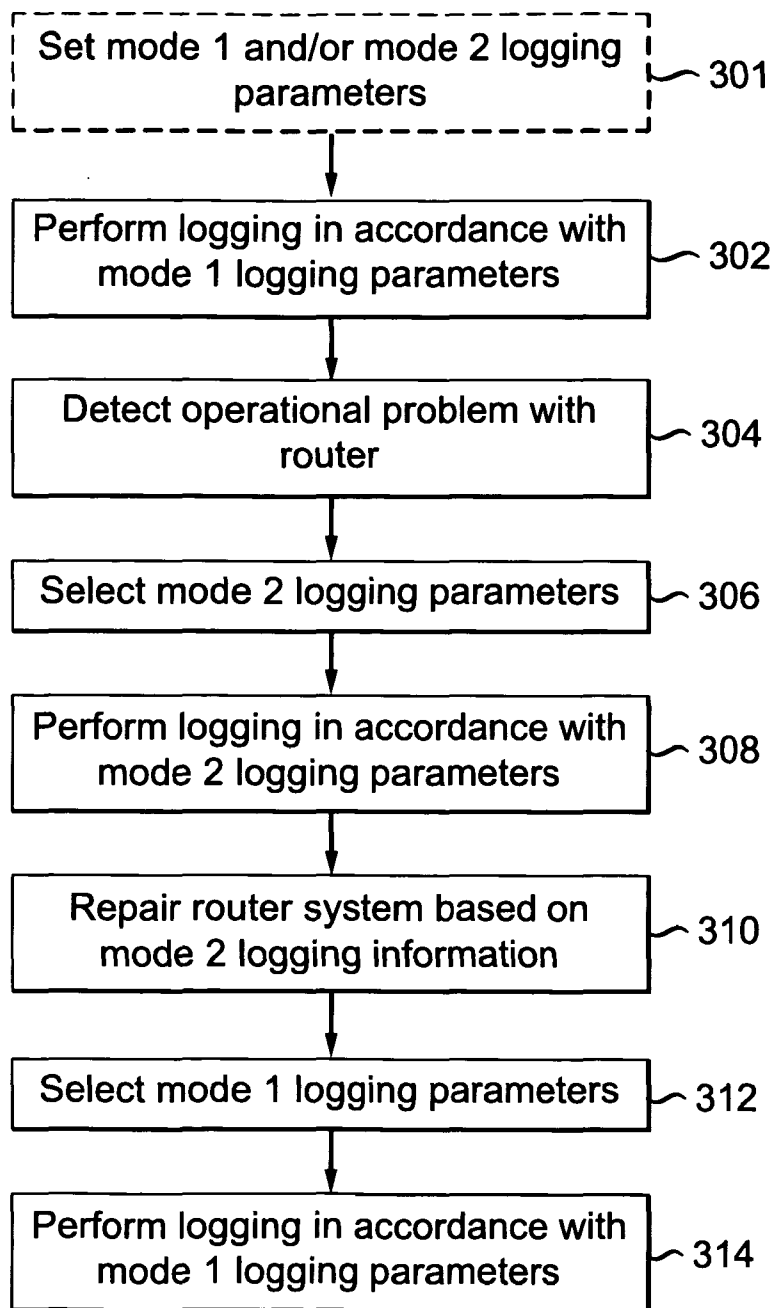 Set mode 1 and/or mode 2 logging
parameters
301
Perform logging in accordance with
mode 1 logging parameters
302
Detect operational problem with
router
304
Select mode 2 logging parameters
306
Perform logging in accordance with
mode 2 logging parameters
308
Repair router system based on
mode 2 logging information
310
Select mode 1 logging parameters
312
Perform logging in accordance with
mode 1 logging parameters
314